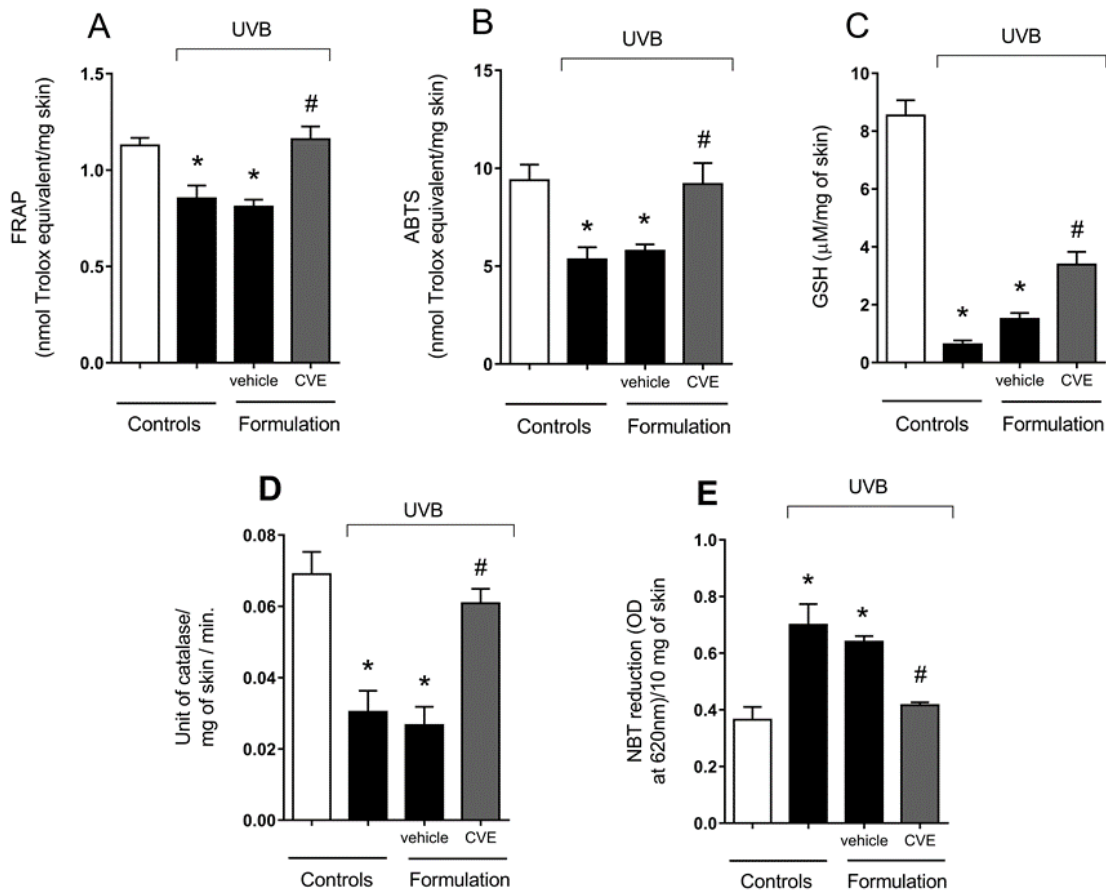 A
UVB
FRAP
(nmol Trolox equivalent/mg skin)
1.5
1.0
0.5
0.0
*
*
#
vehicle
CVE
Controls
Formulation
B
UVB
ABTS
(nmol Trolox equivalent/mg skin)
15
10
5
0
*
*
#
vehicle
CVE
Controls
Formulation
C
UVB
GSH (μM/mg of skin)
10
8
6
4
2
0
*
*
#
vehicle
CVE
Controls
Formulation
D
UVB
Unit of catalase/
mg of skin / min.
0.08
0.06
0.04
0.02
0.00
*
*
#
vehicle
CVE
Controls
Formulation
E
UVB
NBT reduction (OD
at 620nm)/10 mg of skin
1.0
0.8
0.6
0.4
0.2
0.0
*
*
#
vehicle
CVE
Controls
Formulation